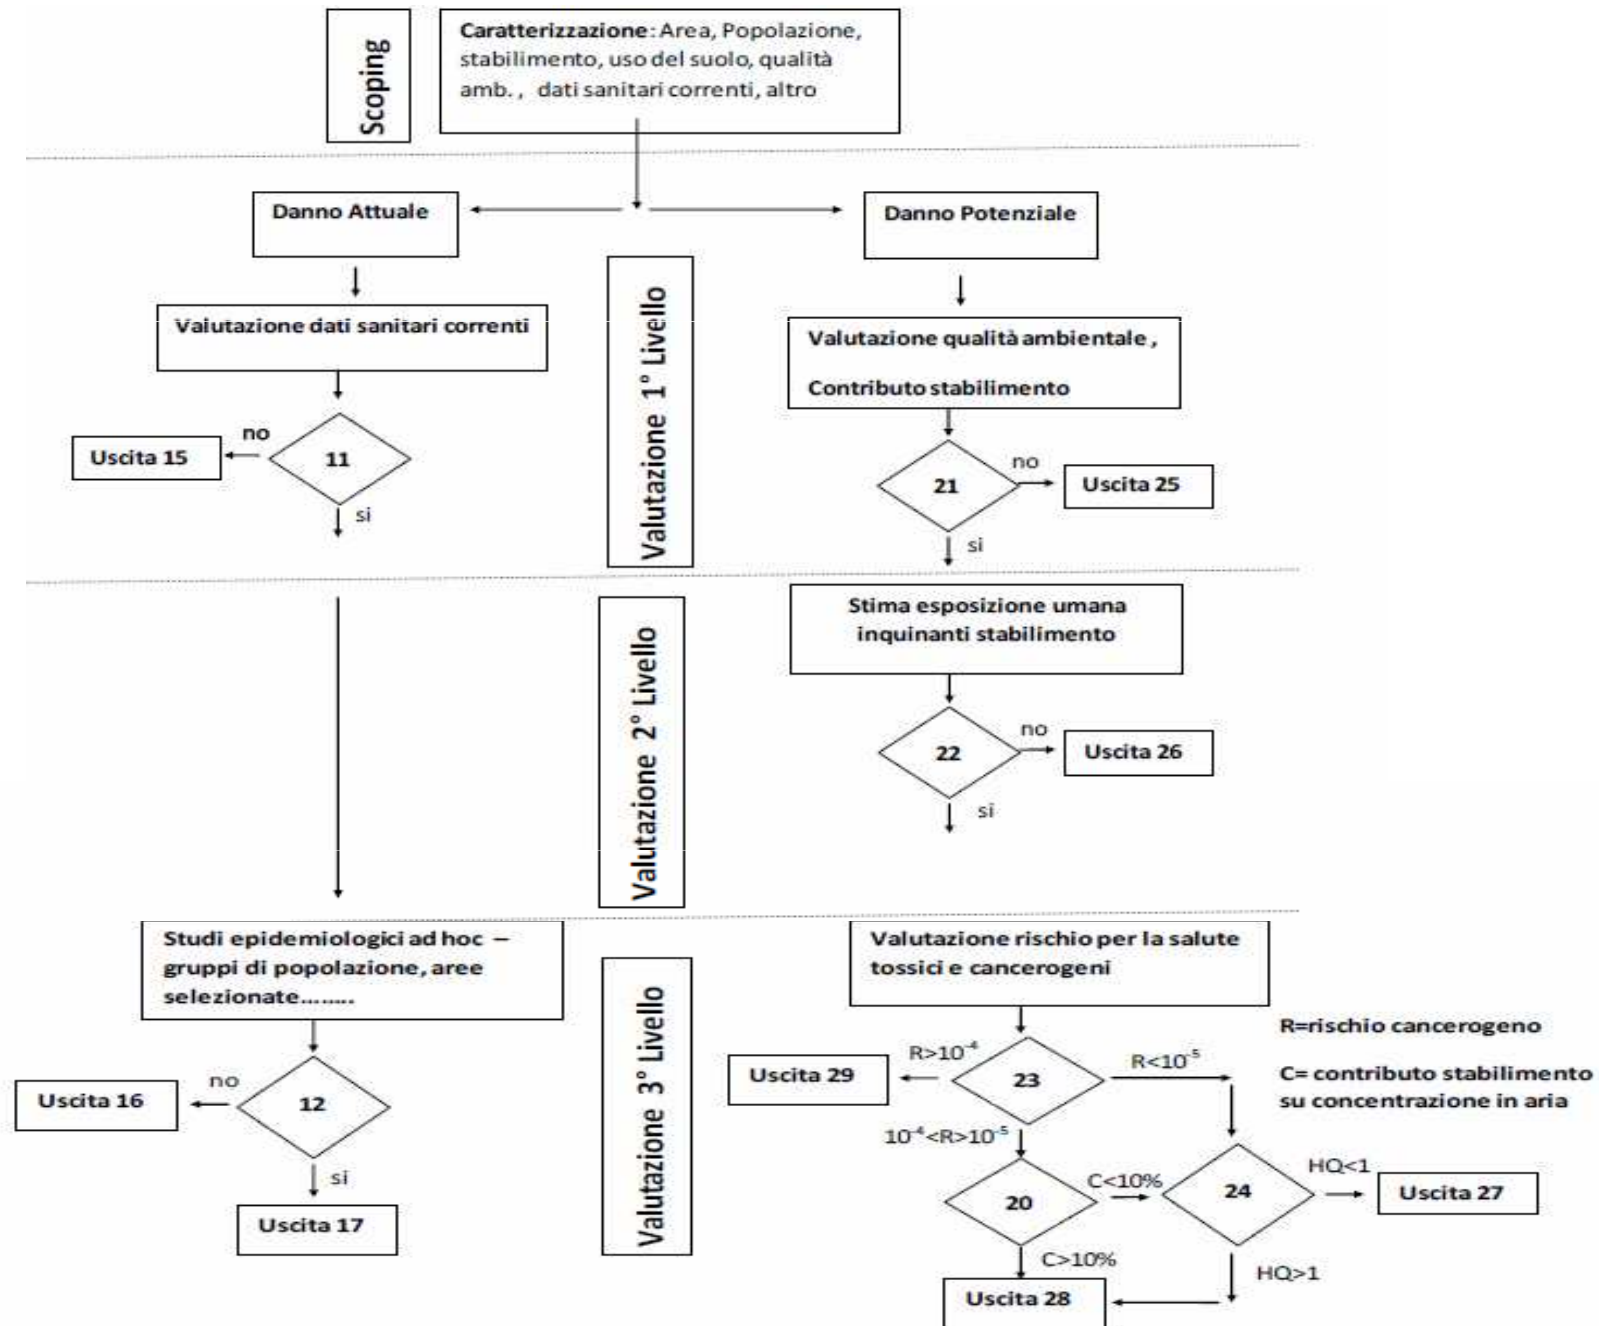 Scoping
Caratterizzazione: Area, Popolazione,
stabilimento, uso del suolo, qualità
amb. , dati sanitari correnti, altro
Danno Attuale
Danno Potenziale
Valutazione 1° Livello
Valutazione dati sanitari correnti
Valutazione qualità ambientale ,
Contributo stabilimento
no
Uscita 15
11
si
21
no
Uscita 25
si
Valutazione 2° Livello
Stima esposizione umana
inquinanti stabilimento
22
no
Uscita 26
si
Studi epidemiologici ad hoc –
gruppi di popolazione, aree
selezionate........
Valutazione 3° Livello
Valutazione rischio per la salute
tossici e cancerogeni
R=rischio cancerogeno
C= contributo stabilimento
su concentrazione in aria
no
Uscita 16
12
si
Uscita 17
Uscita 29
R>10⁻⁴
23
R<10⁻⁵
10⁻⁴<R>10⁻⁵
20
C<10%
24
HQ<1
Uscita 27
C>10%
HQ>1
Uscita 28